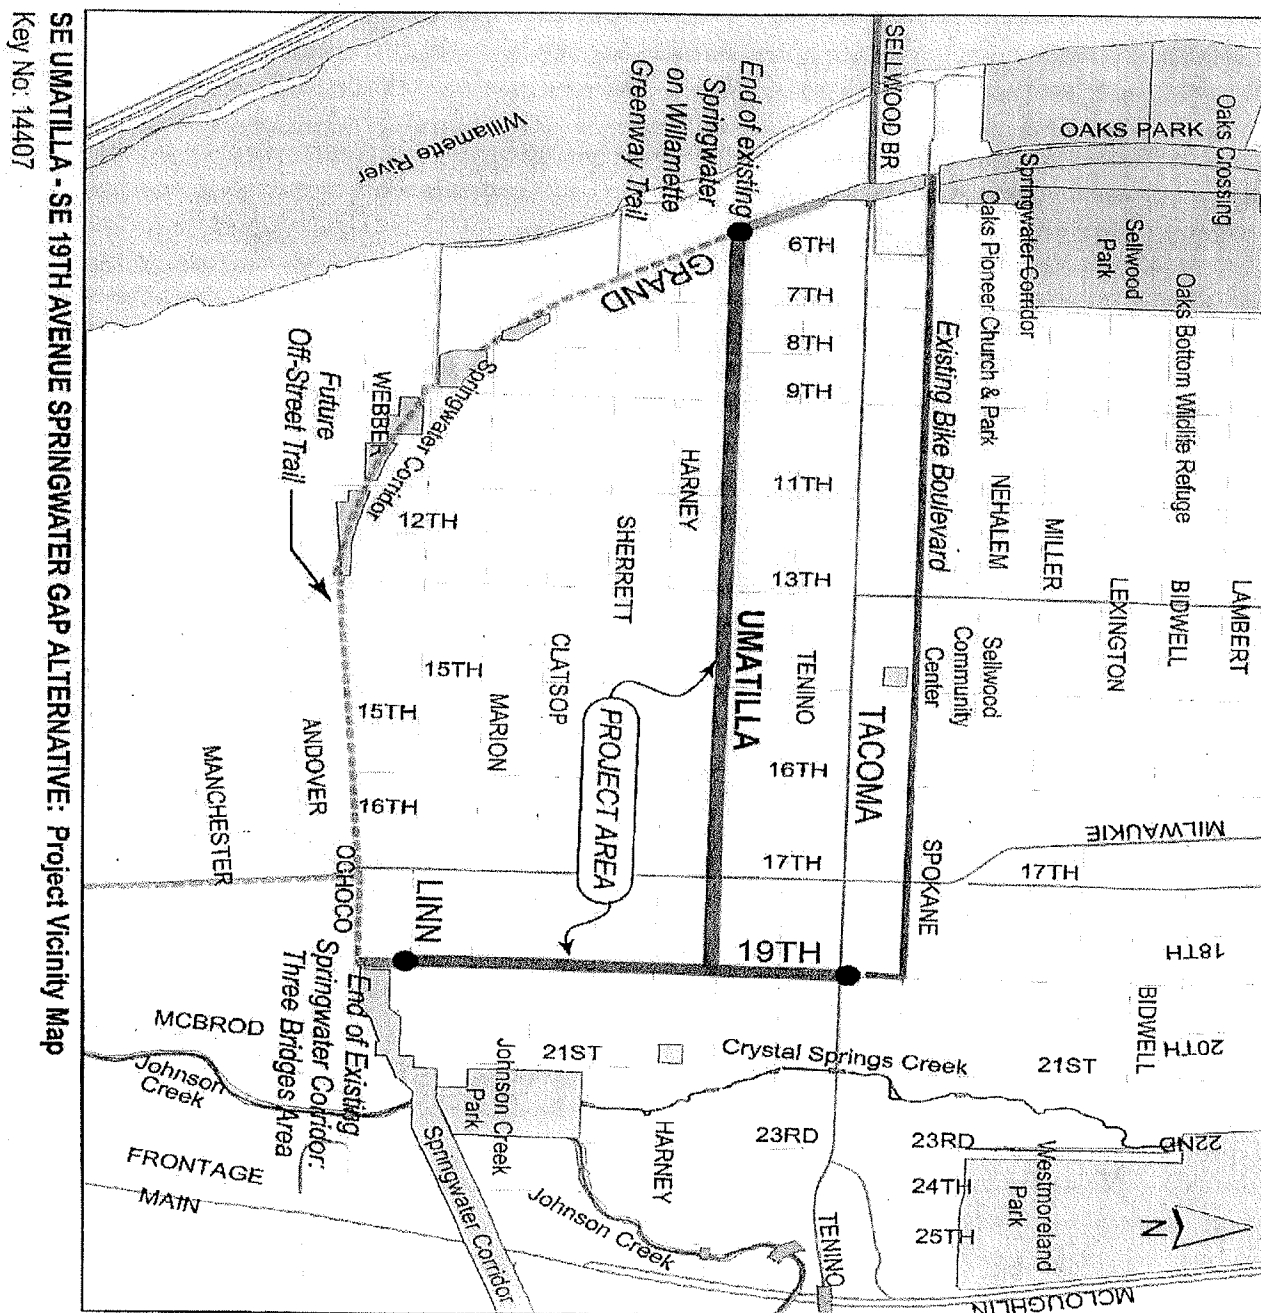 SE UMATILLA - SE 19TH AVENUE SPRINGWATER GAP ALTERNATIVE: Project Vicinity Map
Key No: 14407
Oaks Crossing
OAKS PARK
Springwater Corridor
Sellwood
Park
Oaks Bottom Wildlife Refuge
Oaks Pioneer Church & Park
SELLWOOD BR
End of existing
Springwater
on Willamette
Greenway Trail
Willamette River
GRAND
6TH
7TH
8TH
9TH
11TH
13TH
16TH
17TH
Existing Bike Boulevard
NEHALEM
MILLER
LEXINGTON
BIDWELL
LAMBERT
Sellwood
Community
Center
TACOMA
TENINO
UMATILLA
HARNEY
SHERRETT
CLATSOP
MARION
15TH
12TH
WEBBER
Springwater Corridor
Future
Off-Street Trail
15TH
16TH
ANDOVER
MANCHESTER
OCHOCO
LINN
PROJECT AREA
19TH
SPOKANE
MILWAUKIE
17TH
18TH
BIDWELL
20TH
21ST
Crystal Springs Creek
21ST
End of Existing
Springwater Corridor:
Three Bridges Area
MCBROD
Johnson
Creek
Johnson Creek
Park
HARNEY
23RD
23RD
22ND
24TH
25TH
Westmoreland
Park
N
FRONTAGE
MAIN
Springwater Corridor
Johnson Creek
TENINO
MCLOUGHLIN